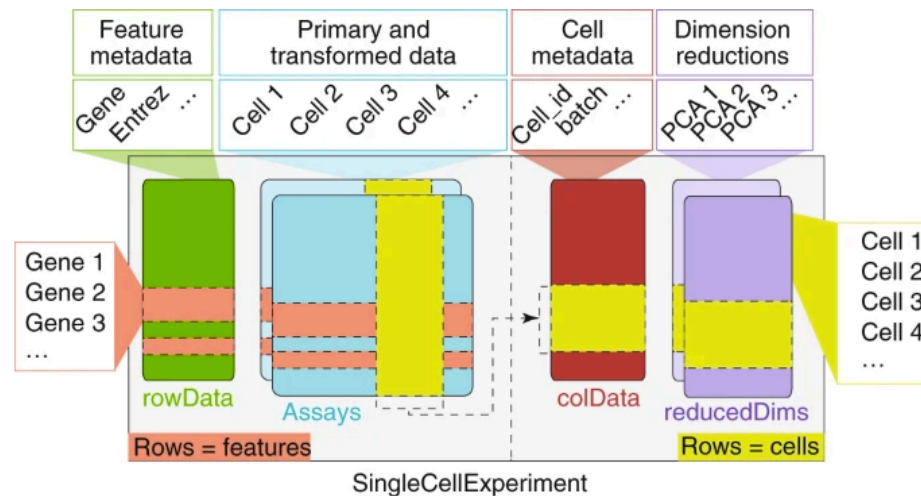 Feature
metadata
Primary and
transformed data
Cell
metadata
Dimension
reductions
Gene
Entrez
...
Cell 1
Cell 2
Cell 3
Cell 4
...
Cell_id
batch
...
PCA 1
PCA 2
PCA 3
...
Gene 1
Gene 2
Gene 3
...
Cell 1
Cell 2
Cell 3
Cell 4
...
rowData
Assays
colData
reducedDims
Rows = features
Rows = cells
SingleCellExperiment